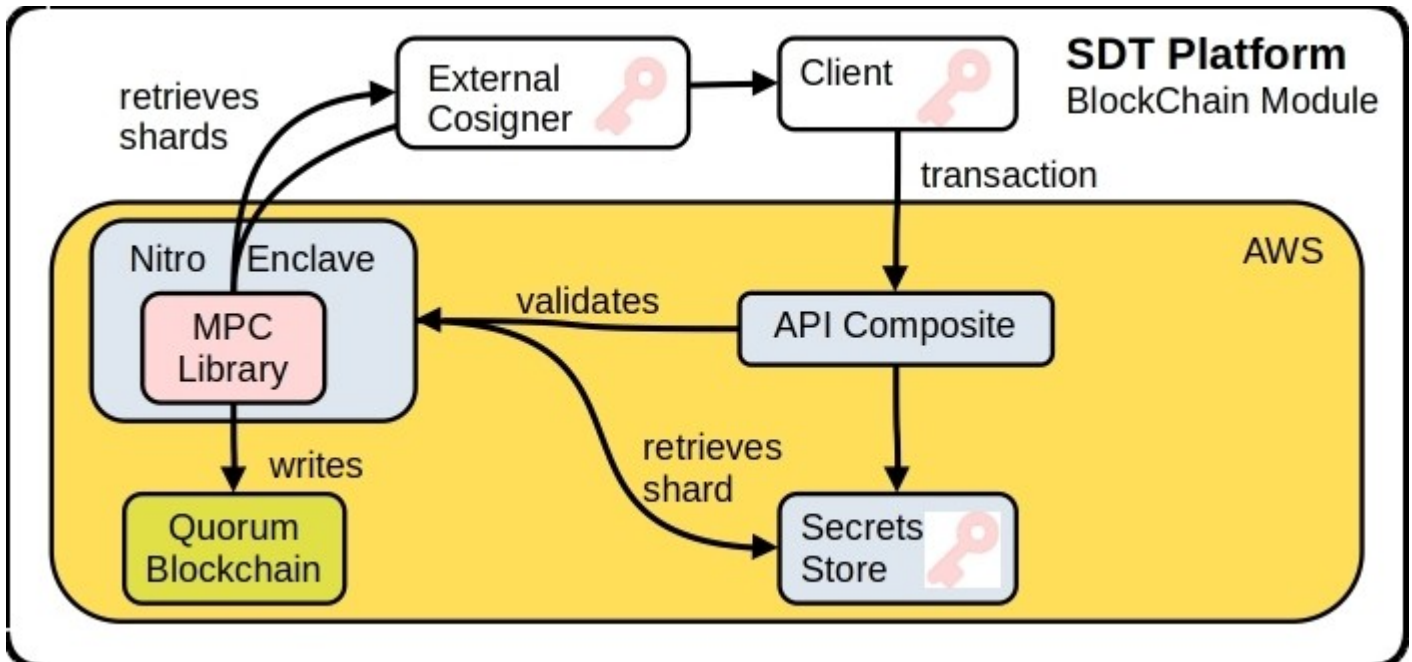 SDT Platform
BlockChain Module
External
Cosigner
Client
retrieves
shards
transaction
AWS
Nitro Enclave
MPC
Library
validates
API Composite
writes
retrieves
shard
Quorum
Blockchain
Secrets
Store